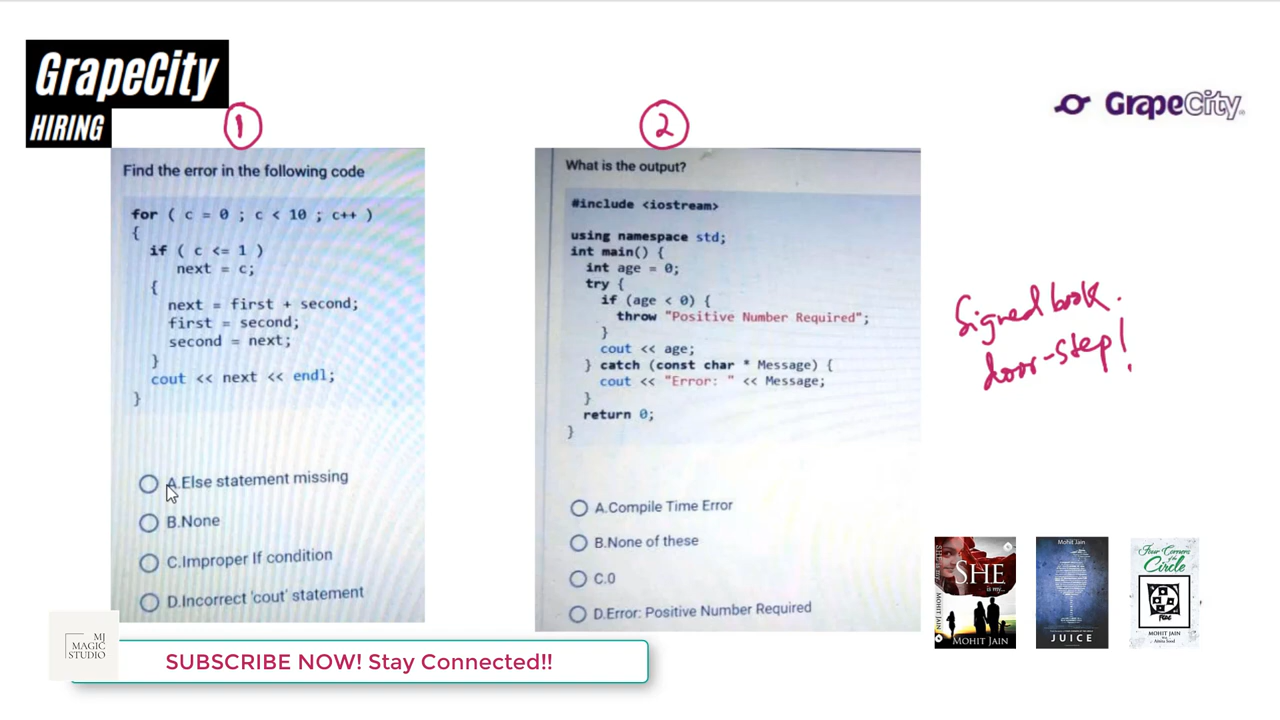 GrapeCity
HIRING
GrapeCity
1
Find the error in the following code
for ( c = 0 ; c < 10 ; c++ )
{
if ( c <= 1 )
next = c;
{
next = first + second;
first = second;
second = next;
}
cout << next << endl;
}
A.Else statement missing
B.None
C.Improper If condition
D.Incorrect 'cout' statement
2
What is the output?
#include <iostream>
using namespace std;
int main() {
int age = 0;
try {
if (age < 0) {
throw "Positive Number Required";
}
cout << age;
} catch (const char * Message) {
cout << "Error: " << Message;
}
return 0;
}
A.Compile Time Error
B.None of these
C.0
D.Error: Positive Number Required
Signed book.
door-step!
SHE
is my...
MOHIT JAIN
Mohit Jain
JUICE
Four Corners
of the
Circle
MOHIT JAIN
MJ
MAGIC
STUDIO
SUBSCRIBE NOW! Stay Connected!!